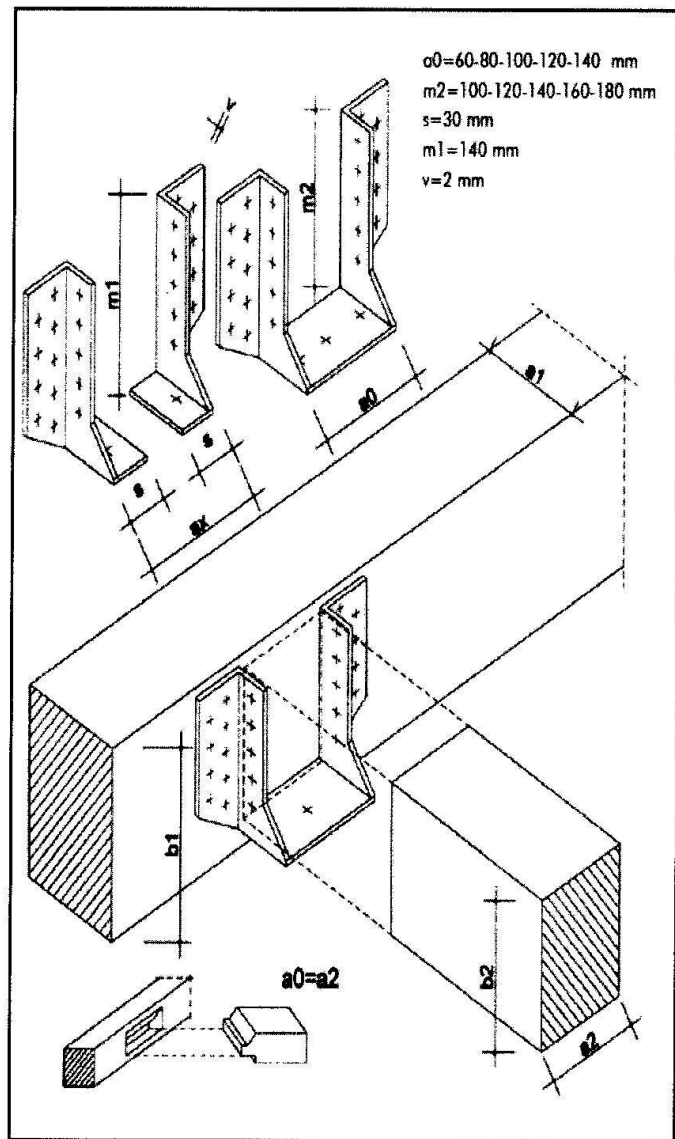 a0=60-80-100-120-140 mm
m2=100-120-140-160-180 mm
s=30 mm
m1=140 mm
v=2 mm
v
m2
m1
a1
a0
s
s
ax
b1
a0=a2
b2
a2